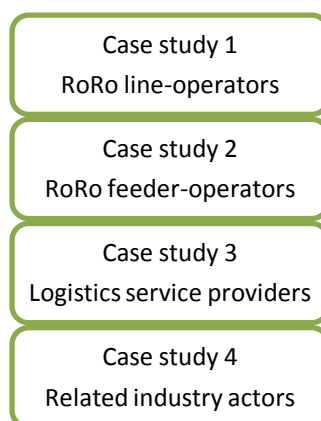 Case study 1
RoRo line-operators
Case study 2
RoRo feeder-operators
Case study 3
Logistics service providers
Case study 4
Related industry actors